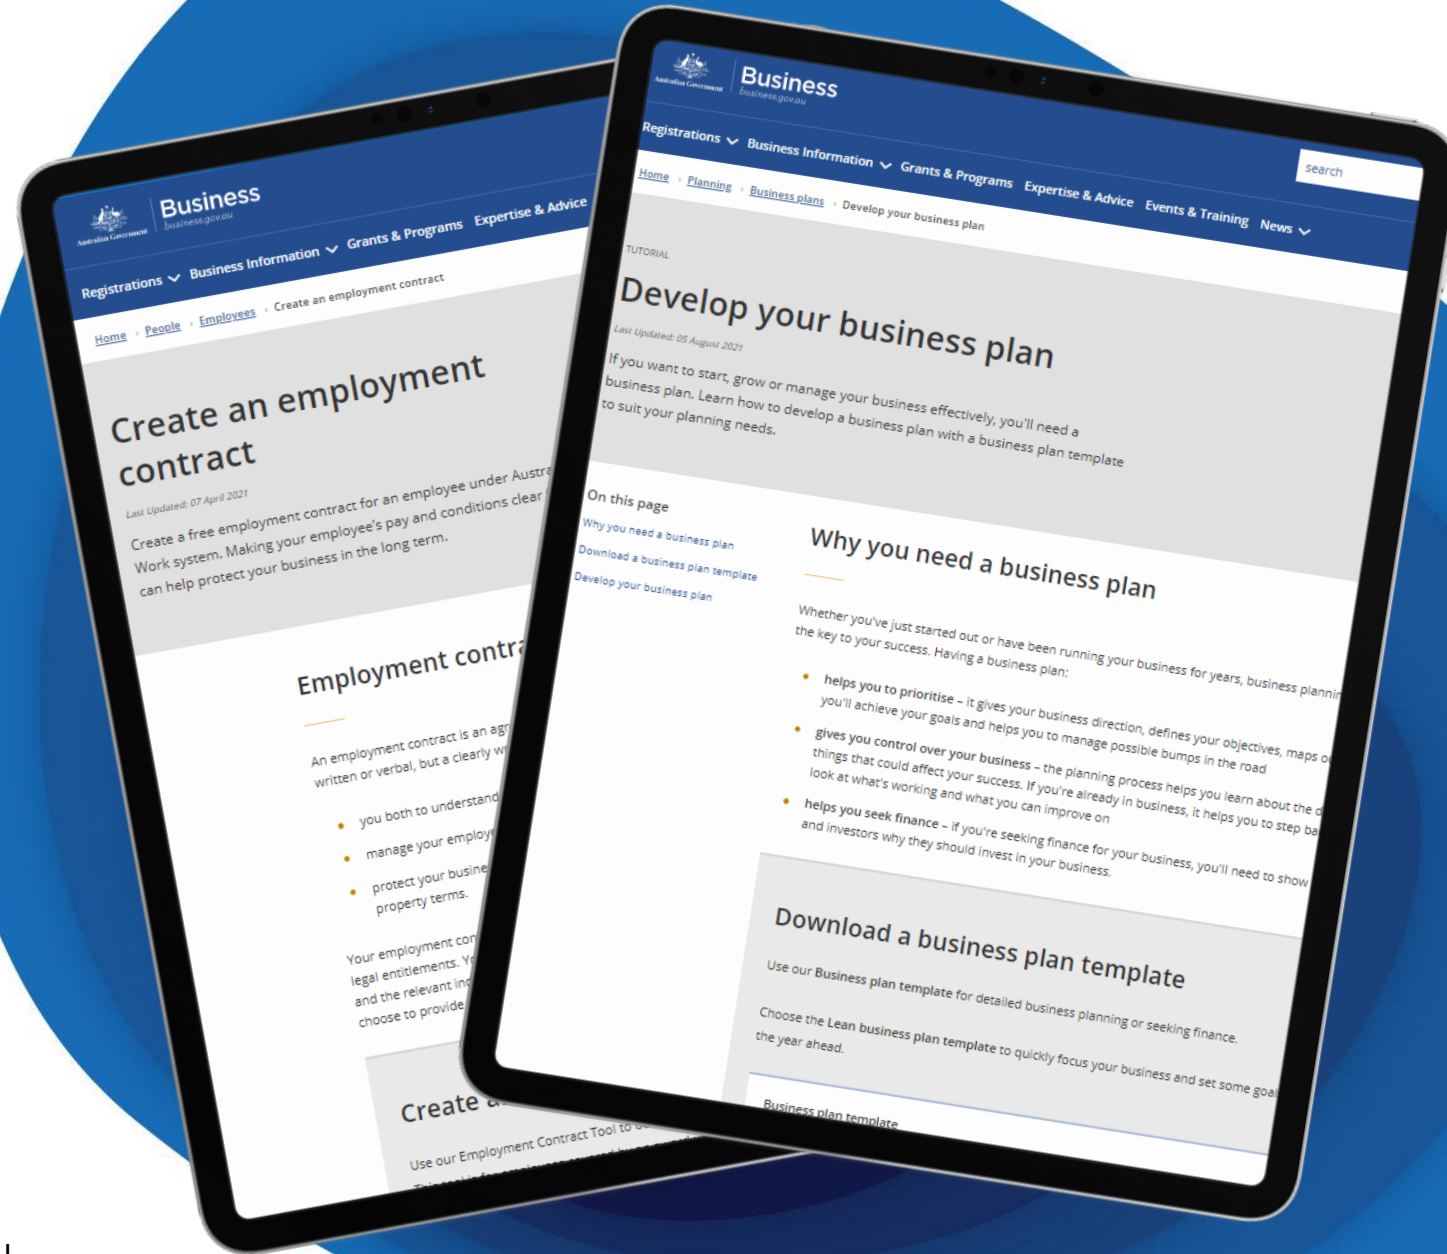 Australian Government
Business
business.gov.au
Registrations Business Information Grants & Programs Expertise & Advice
Home › People › Employees › Create an employment contract
Create an employment
contract
Last Updated: 07 April 2021
Create a free employment contract for an employee under
Work system. Making your employee's pay and conditions clear
can help protect your business in the long term.
Employment
An employment contract is an
written or verbal, but a clearly
you both to understand
manage your
protect your
property terms.
Your employment
legal entitlements.
and the relevant
choose to provide
Create
Use our Employment Contract Tool to
Australian Government
Business
business.gov.au
search
Registrations Business Information Grants & Programs Expertise & Advice Events & Training News
Home › Planning › Business plans › Develop your business plan
TUTORIAL
Develop your business plan
Last Updated: 05 August 2021
If you want to start, grow or manage your business effectively, you'll need a
business plan. Learn how to develop a business plan with a business plan template
to suit your planning needs.
On this page
Why you need a business plan
Download a business plan template
Develop your business plan
Why you need a business plan
Whether you've just started out or have been running your business for years, business
the key to your success. Having a business plan:
helps you to prioritise – it gives your business direction, defines your objectives, maps
you'll achieve your goals and helps you to manage possible bumps in the road
gives you control over your business – the planning process helps you learn about the
things that could affect your success. If you're already in business, it helps you to step
look at what's working and what you can improve on
helps you seek finance – if you're seeking finance for your business, you'll need to show
and investors why they should invest in your business.
Download a business plan template
Use our Business plan template for detailed business planning or seeking finance.
Choose the Lean business plan template to quickly focus your business and set some
the year ahead.
Business plan template